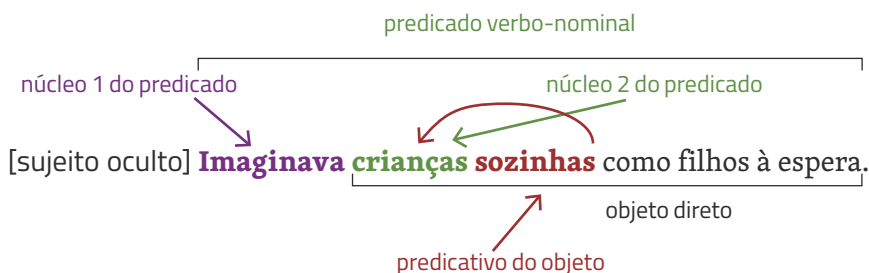 predicado verbo-nominal
núcleo 1 do predicado
núcleo 2 do predicado
[sujeito oculto] Imaginava crianças sozinhas como filhos à espera.
objeto direto
predicativo do objeto